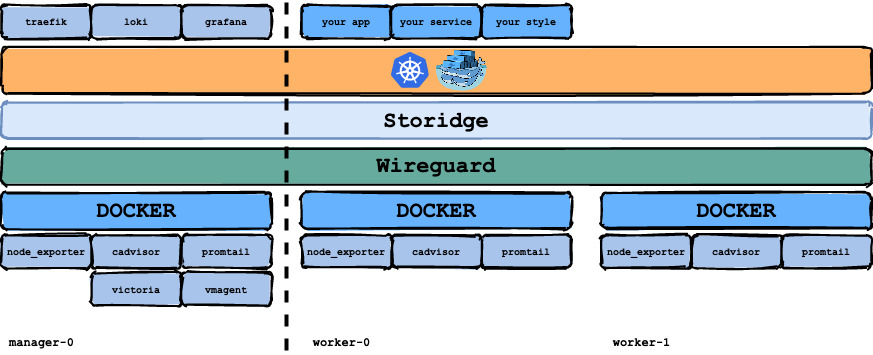 traefik loki grafana your app your service your style
Storidge
Wireguard
DOCKER DOCKER DOCKER
node_exporter cadvisor promtail node_exporter cadvisor promtail node_exporter cadvisor promtail
victoria vmagent
manager-0 worker-0 worker-1